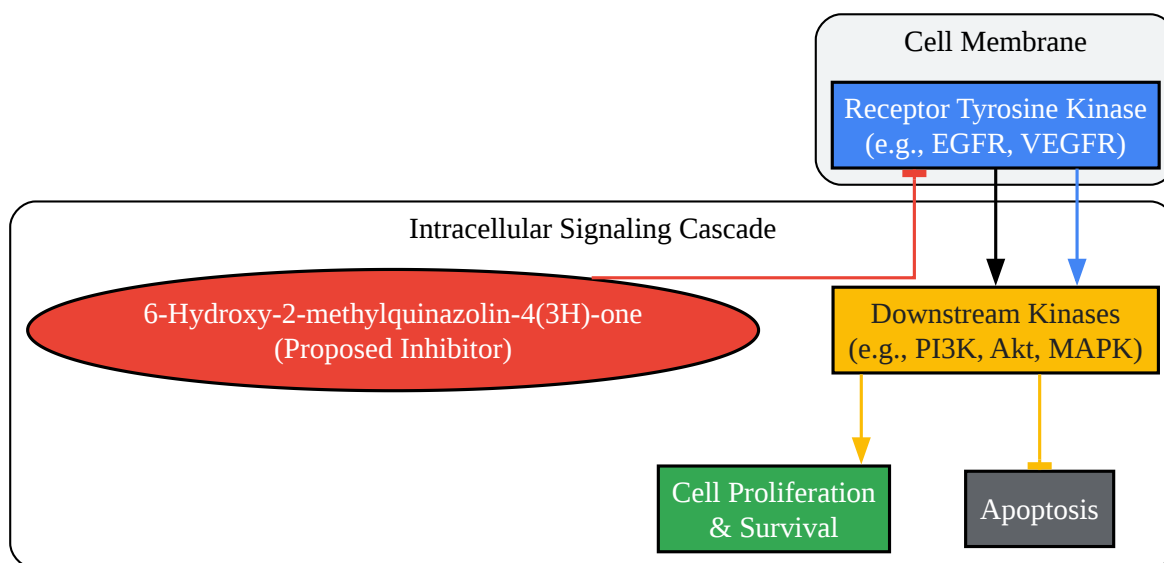 Cell Membrane
Receptor Tyrosine Kinase
(e.g., EGFR, VEGFR)
Intracellular Signaling Cascade
6-Hydroxy-2-methylquinazolin-4(3H)-one
(Proposed Inhibitor)
Downstream Kinases
(e.g., PI3K, Akt, MAPK)
Cell Proliferation
& Survival
Apoptosis